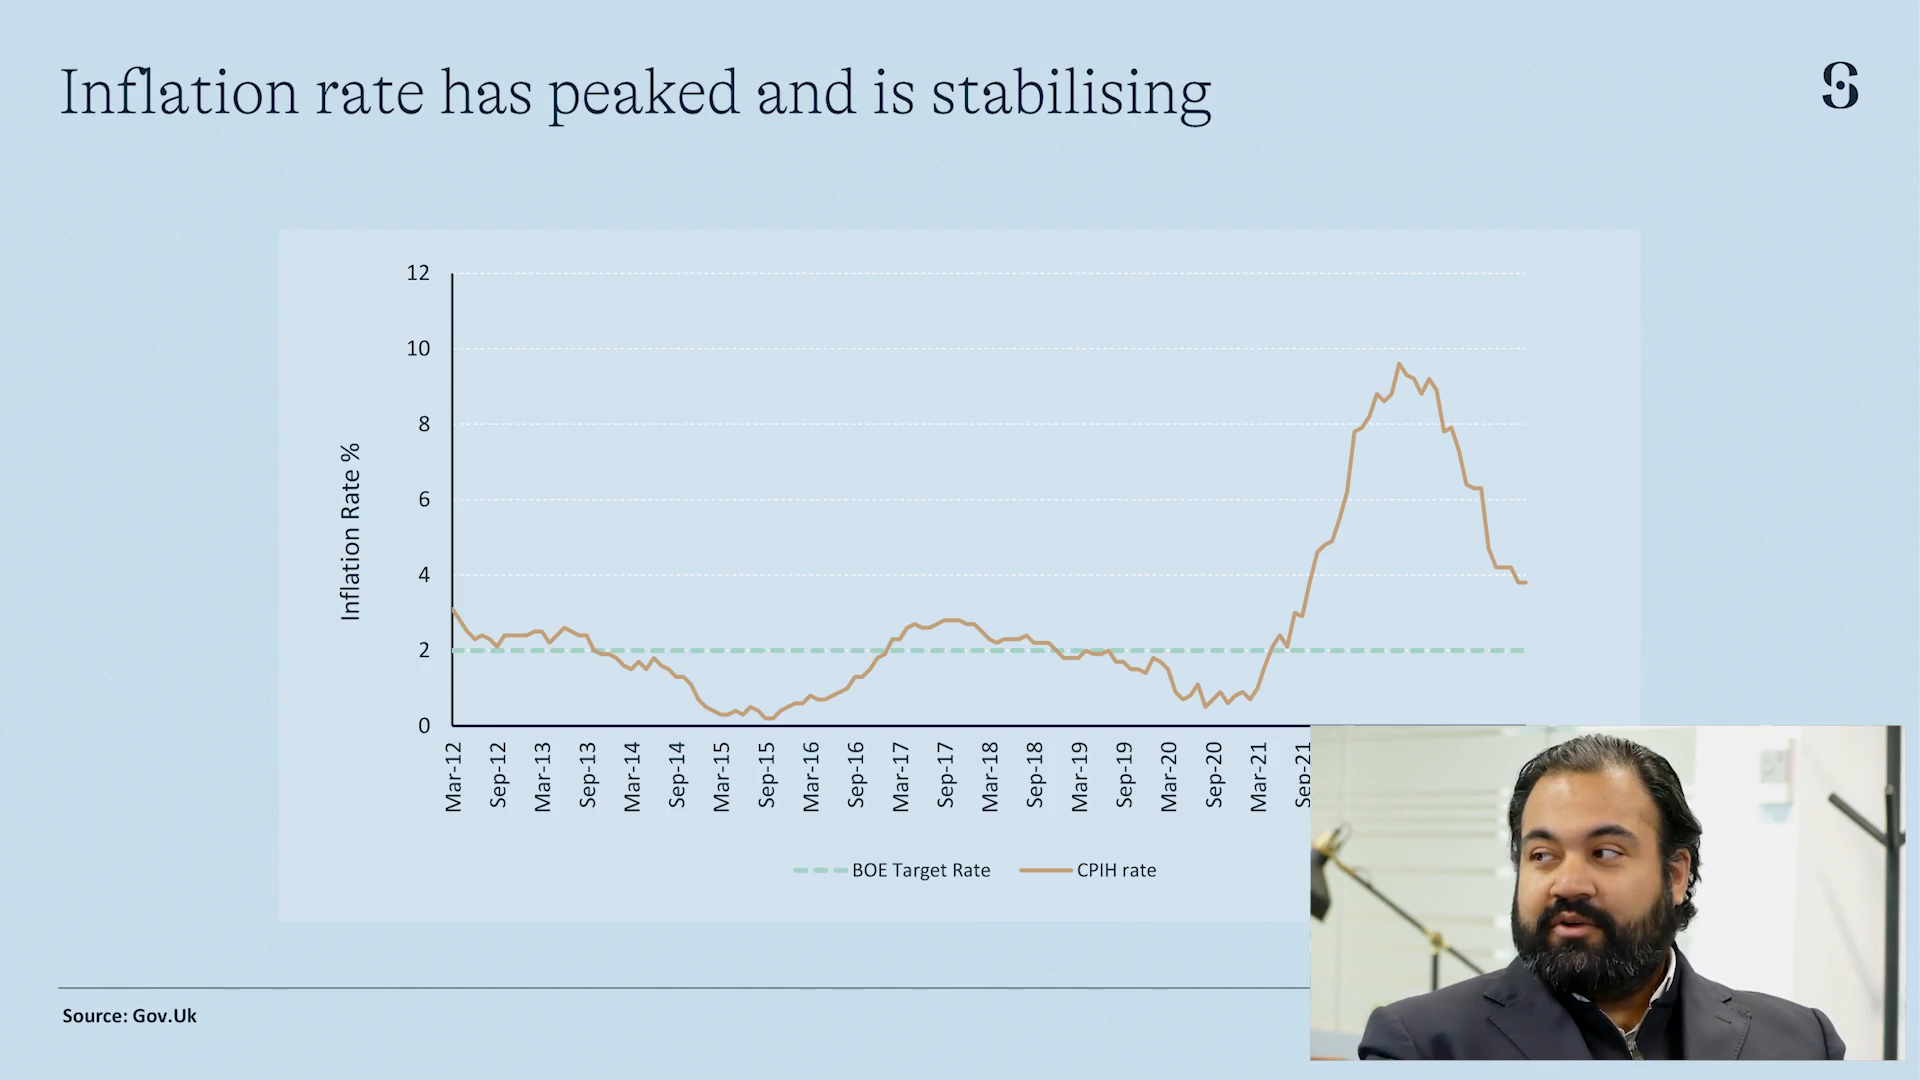 Inflation rate has peaked and is stabilising
12
10
8
6
4
2
0
Inflation Rate %
Mar-12
Sep-12
Mar-13
Sep-13
Mar-14
Sep-14
Mar-15
Sep-15
Mar-16
Sep-16
Mar-17
Sep-17
Mar-18
Sep-18
Mar-19
Sep-19
Mar-20
Sep-20
Mar-21
Sep-21
BOE Target Rate
CPIH rate
Source: Gov.Uk